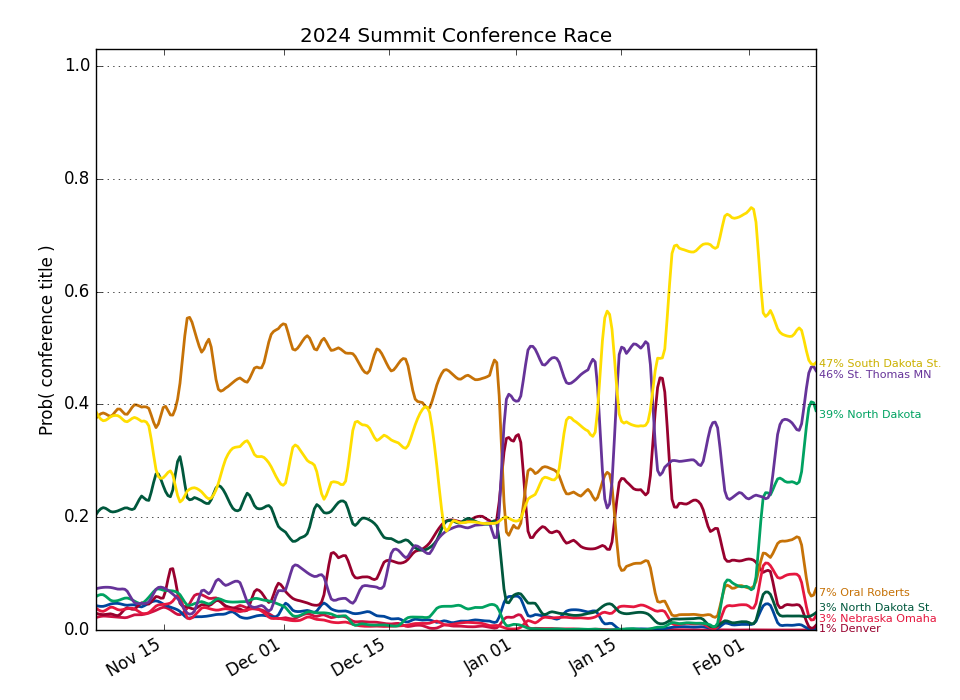 2024 Summit Conference Race
Prob( conference title )
1.0
0.8
0.6
0.4
0.2
0.0
Nov 15
Dec 01
Dec 15
Jan 01
Jan 15
Feb 01
47% South Dakota St.
46% St. Thomas MN
39% North Dakota
7% Oral Roberts
3% North Dakota St.
3% Nebraska Omaha
1% Denver